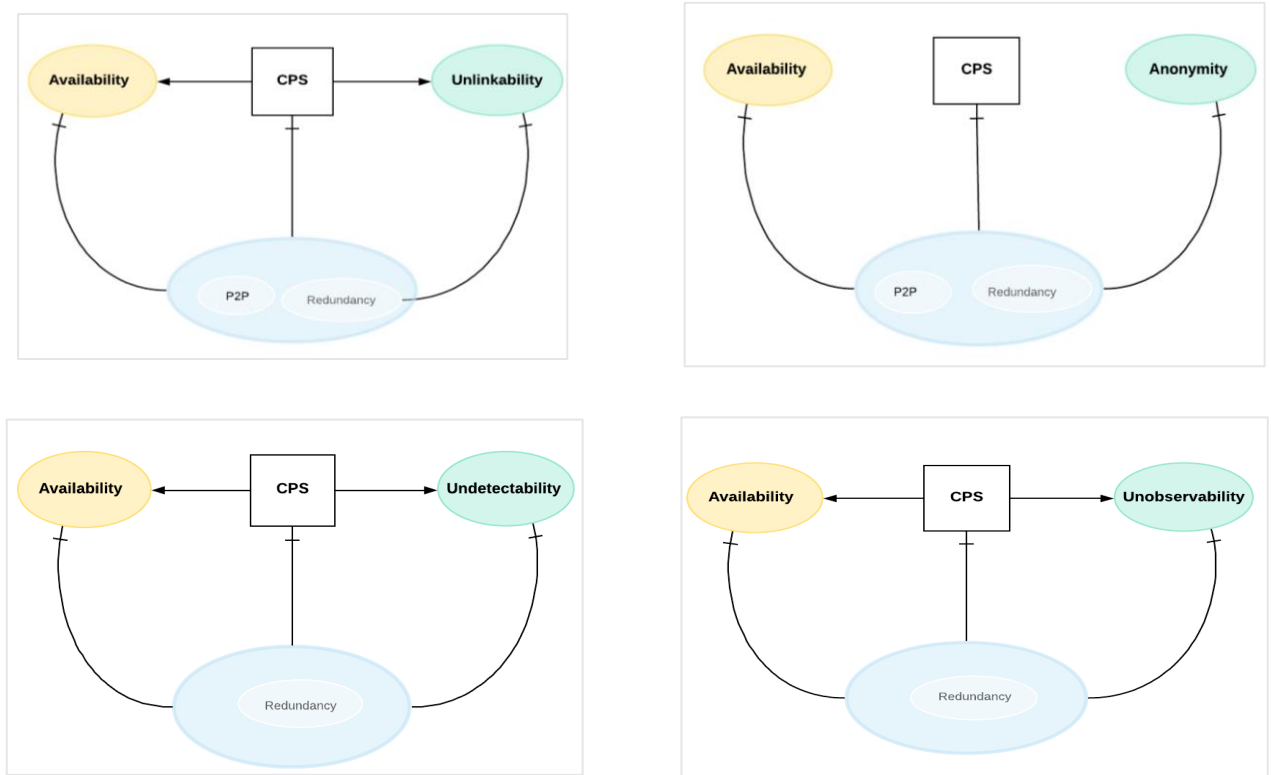 Availability
CPS
Unlinkability
P2P
Redundancy
Availability
CPS
Anonymity
P2P
Redundancy
Availability
CPS
Undetectability
Redundancy
Availability
CPS
Unobservability
Redundancy